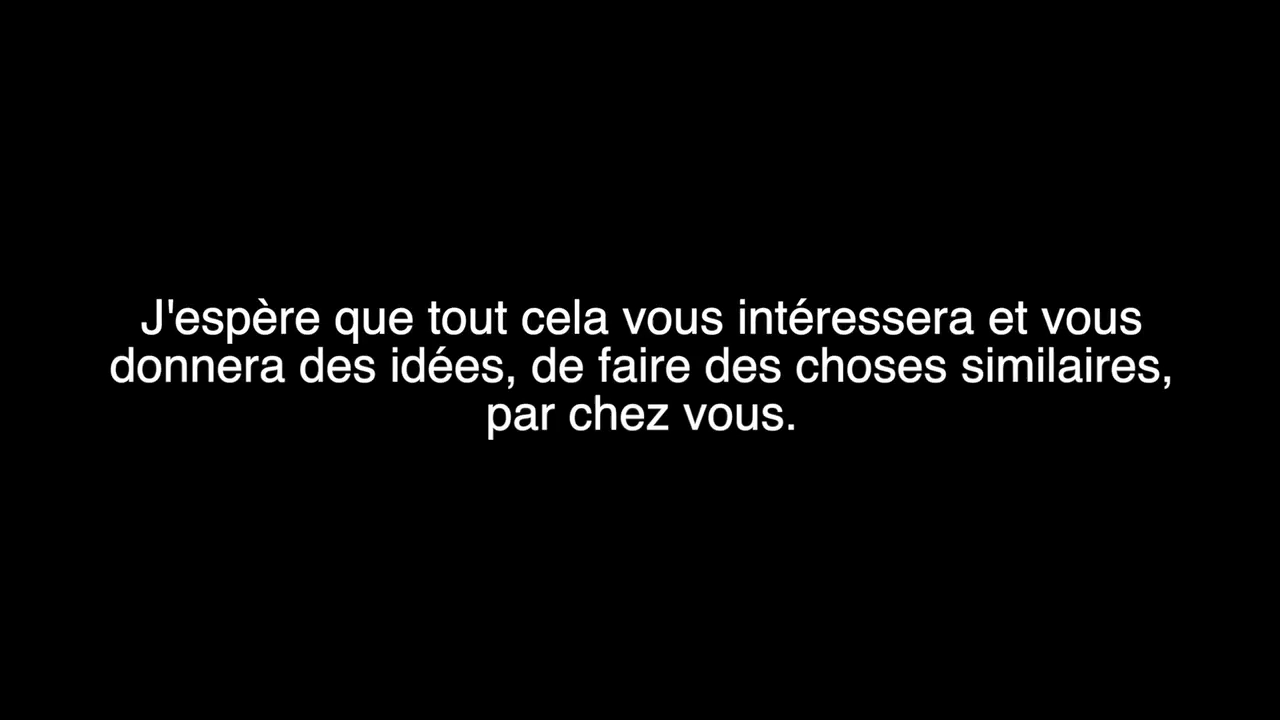 J'espère que tout cela vous intéressera et vous
donnera des idées, de faire des choses similaires,
par chez vous.